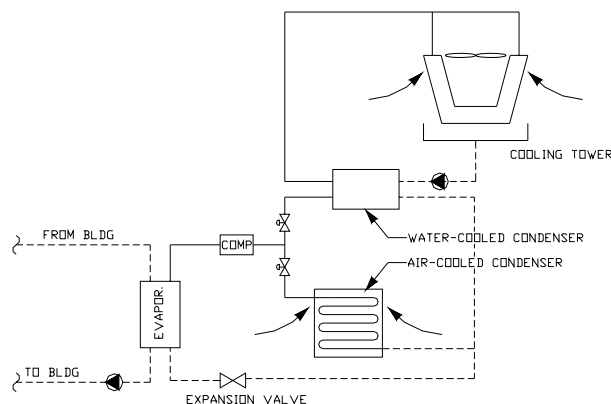 COOLING TOWER
FROM BLDG
COMP
WATER-COOLED CONDENSER
AIR-COOLED CONDENSER
EVAPOR.
TO BLDG
EXPANSION VALVE